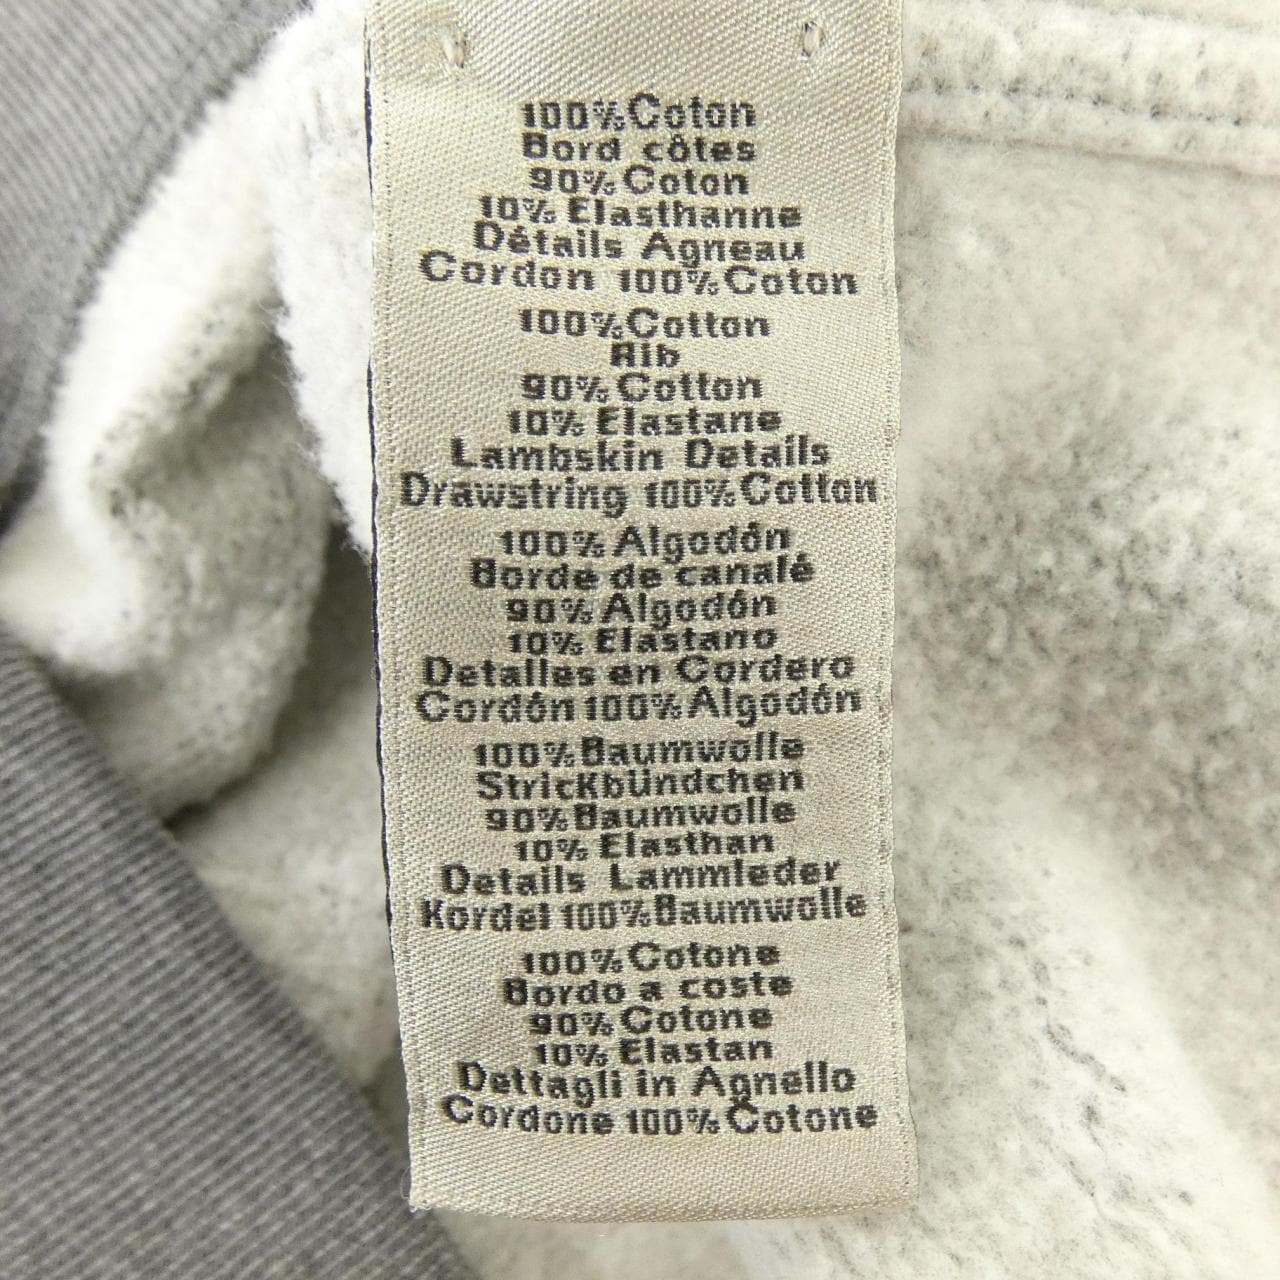 100% Coton
Bord côtes
90% Coton
10% Elasthanne
Détails Agneau
Cordon 100% Coton
100% Cotton
Rib
90% Cotton
10% Elastane
Lambskin Details
Drawstring 100% Cotton
100% Algodón
Borde de canalé
90% Algodón
10% Elastano
Detalles en Cordero
Cordón 100% Algodón
100% Baumwolle
Strickbündchen
90% Baumwolle
10% Elasthan
Details Lammleder
Kordel 100% Baumwolle
100% Cotone
Bordo a coste
90% Cotone
10% Elastan
Dettagli in Agnello
Cordone 100% Cotone